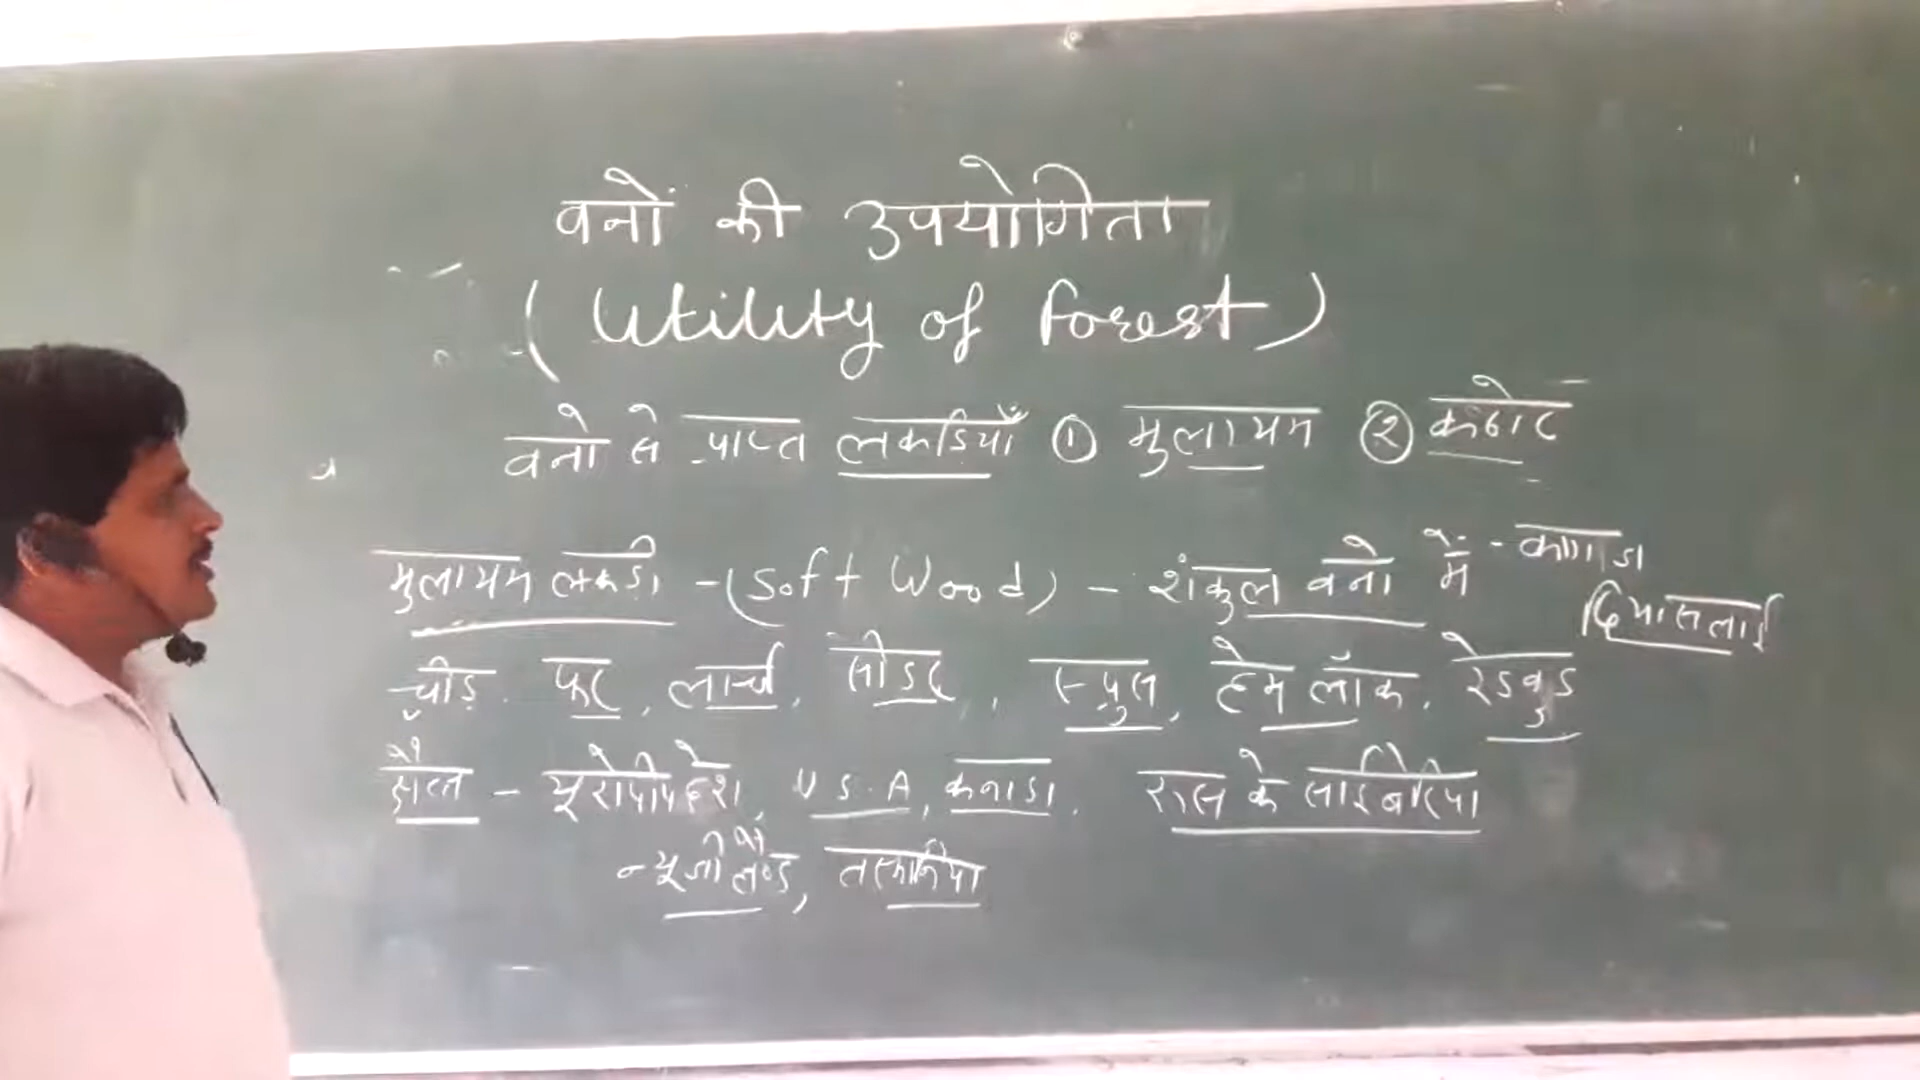 वनों की उपयोगिता
(Utility of Forest)
वनो से प्राप्त लकडियाँ ① मुलायम ② कठोर
मुलायम लकडी - (Soft Wood) - शंकुल वनो में - कागज
दियासलाई
चीड़, फर, लार्च, सीडर, स्प्रुस, हेमलॉक, रेडवुड
क्षेत्र - यूरोपीय देश, U.S.A, कनाडा, रूस के साईबेरिया
न्यूजीलैण्ड, तस्मानिया